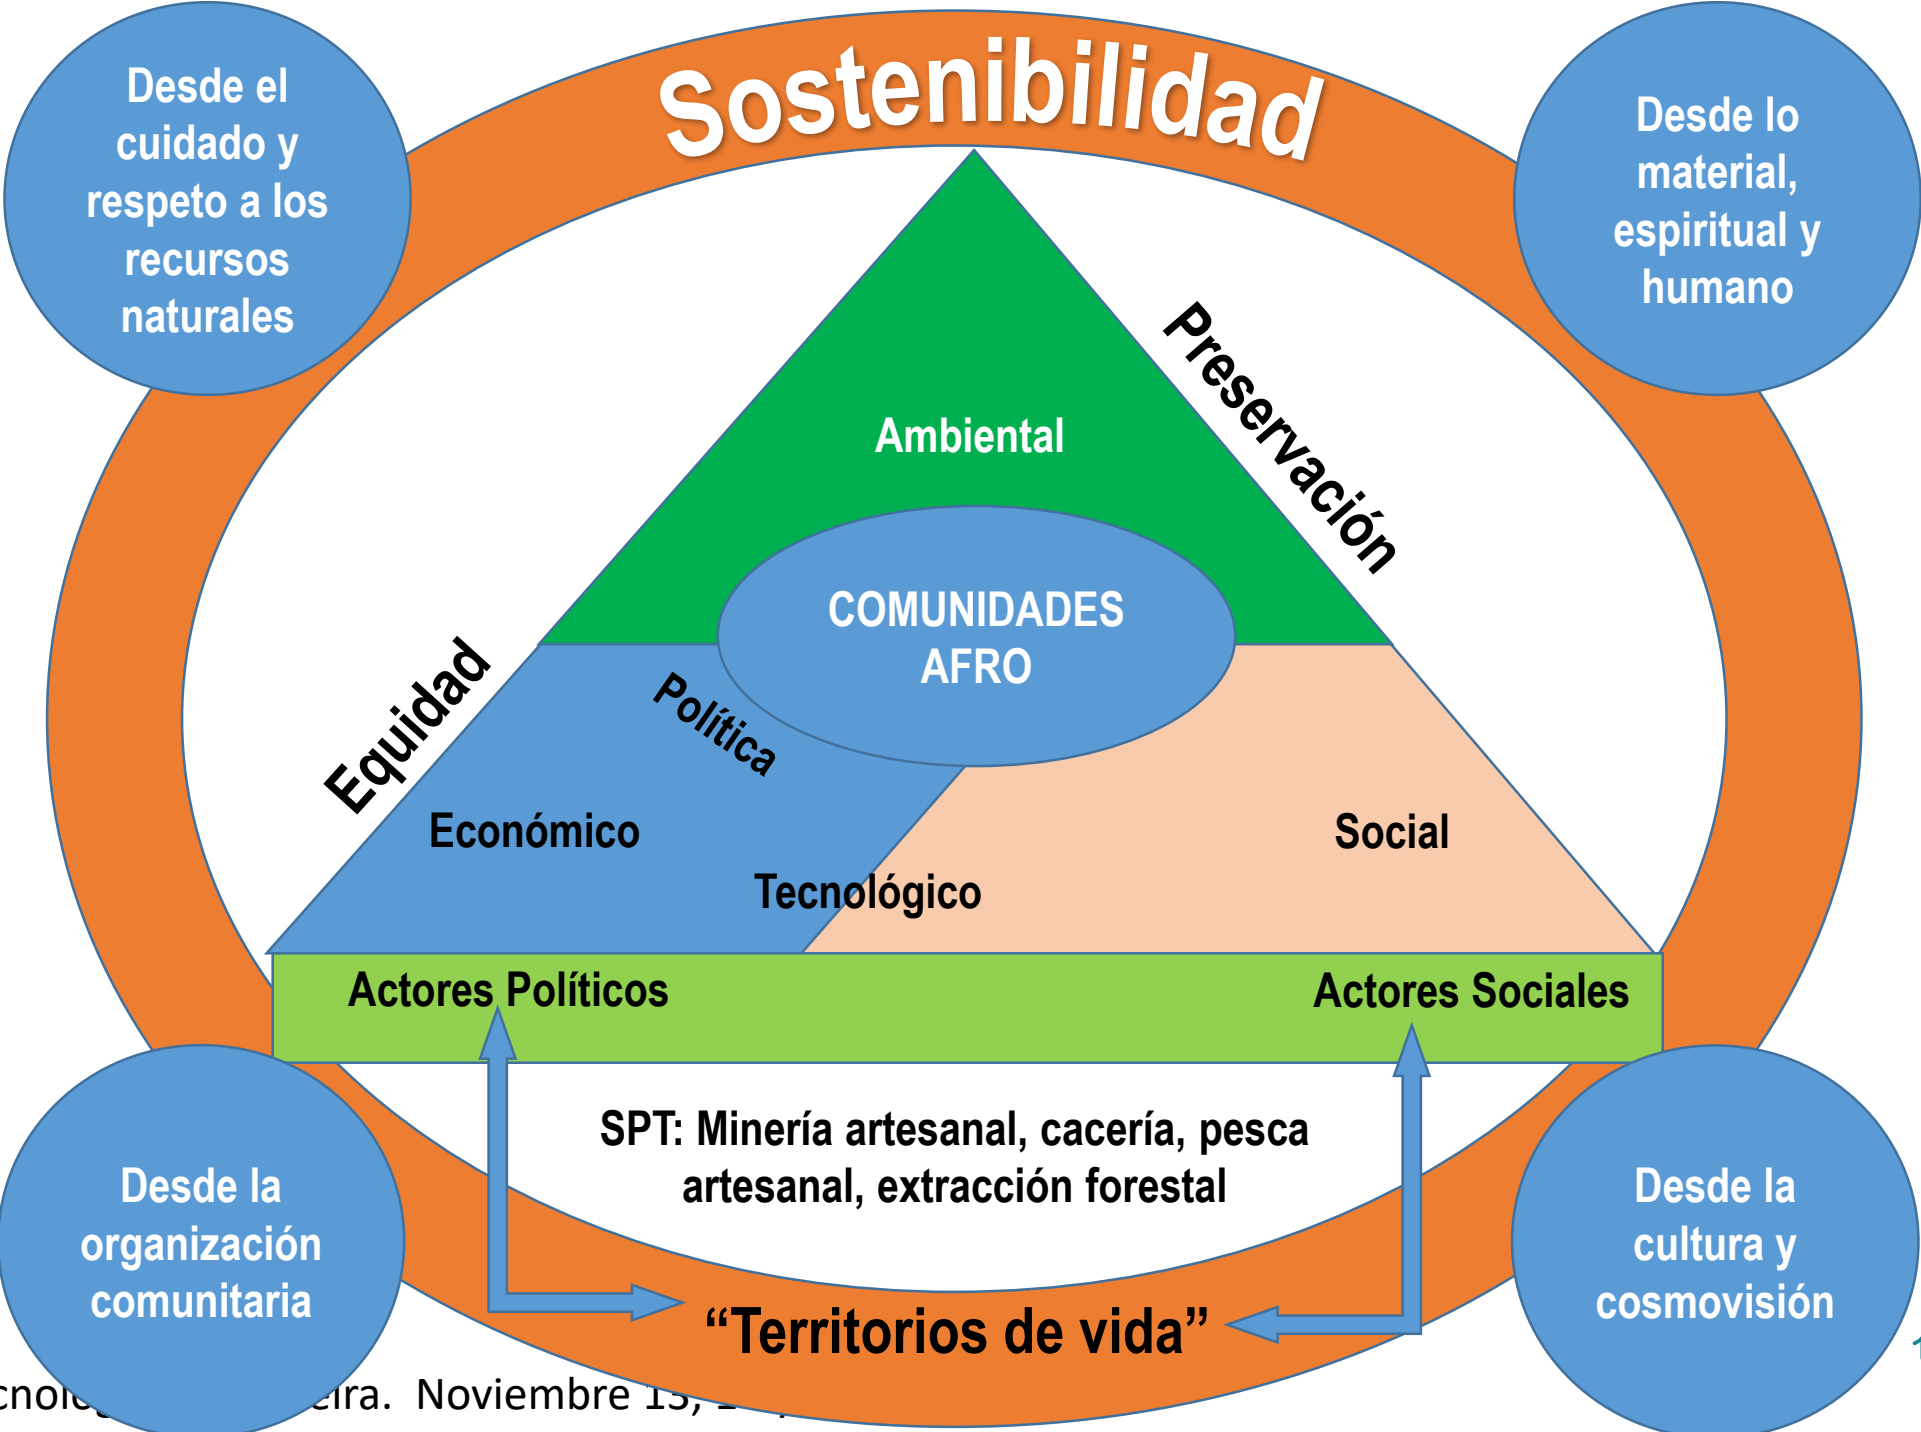 Sostenibilidad
Desde el
cuidado y
respeto a los
recursos
naturales
Desde lo
material,
espiritual y
humano
Preservación
Ambiental
COMUNIDADES
AFRO
Equidad
Política
Económico
Social
Tecnológico
Actores Políticos
Actores Sociales
SPT: Minería artesanal, cacería, pesca
artesanal, extracción forestal
Desde la
organización
comunitaria
Desde la
cultura y
cosmovisión
“Territorios de vida”
Noviembre